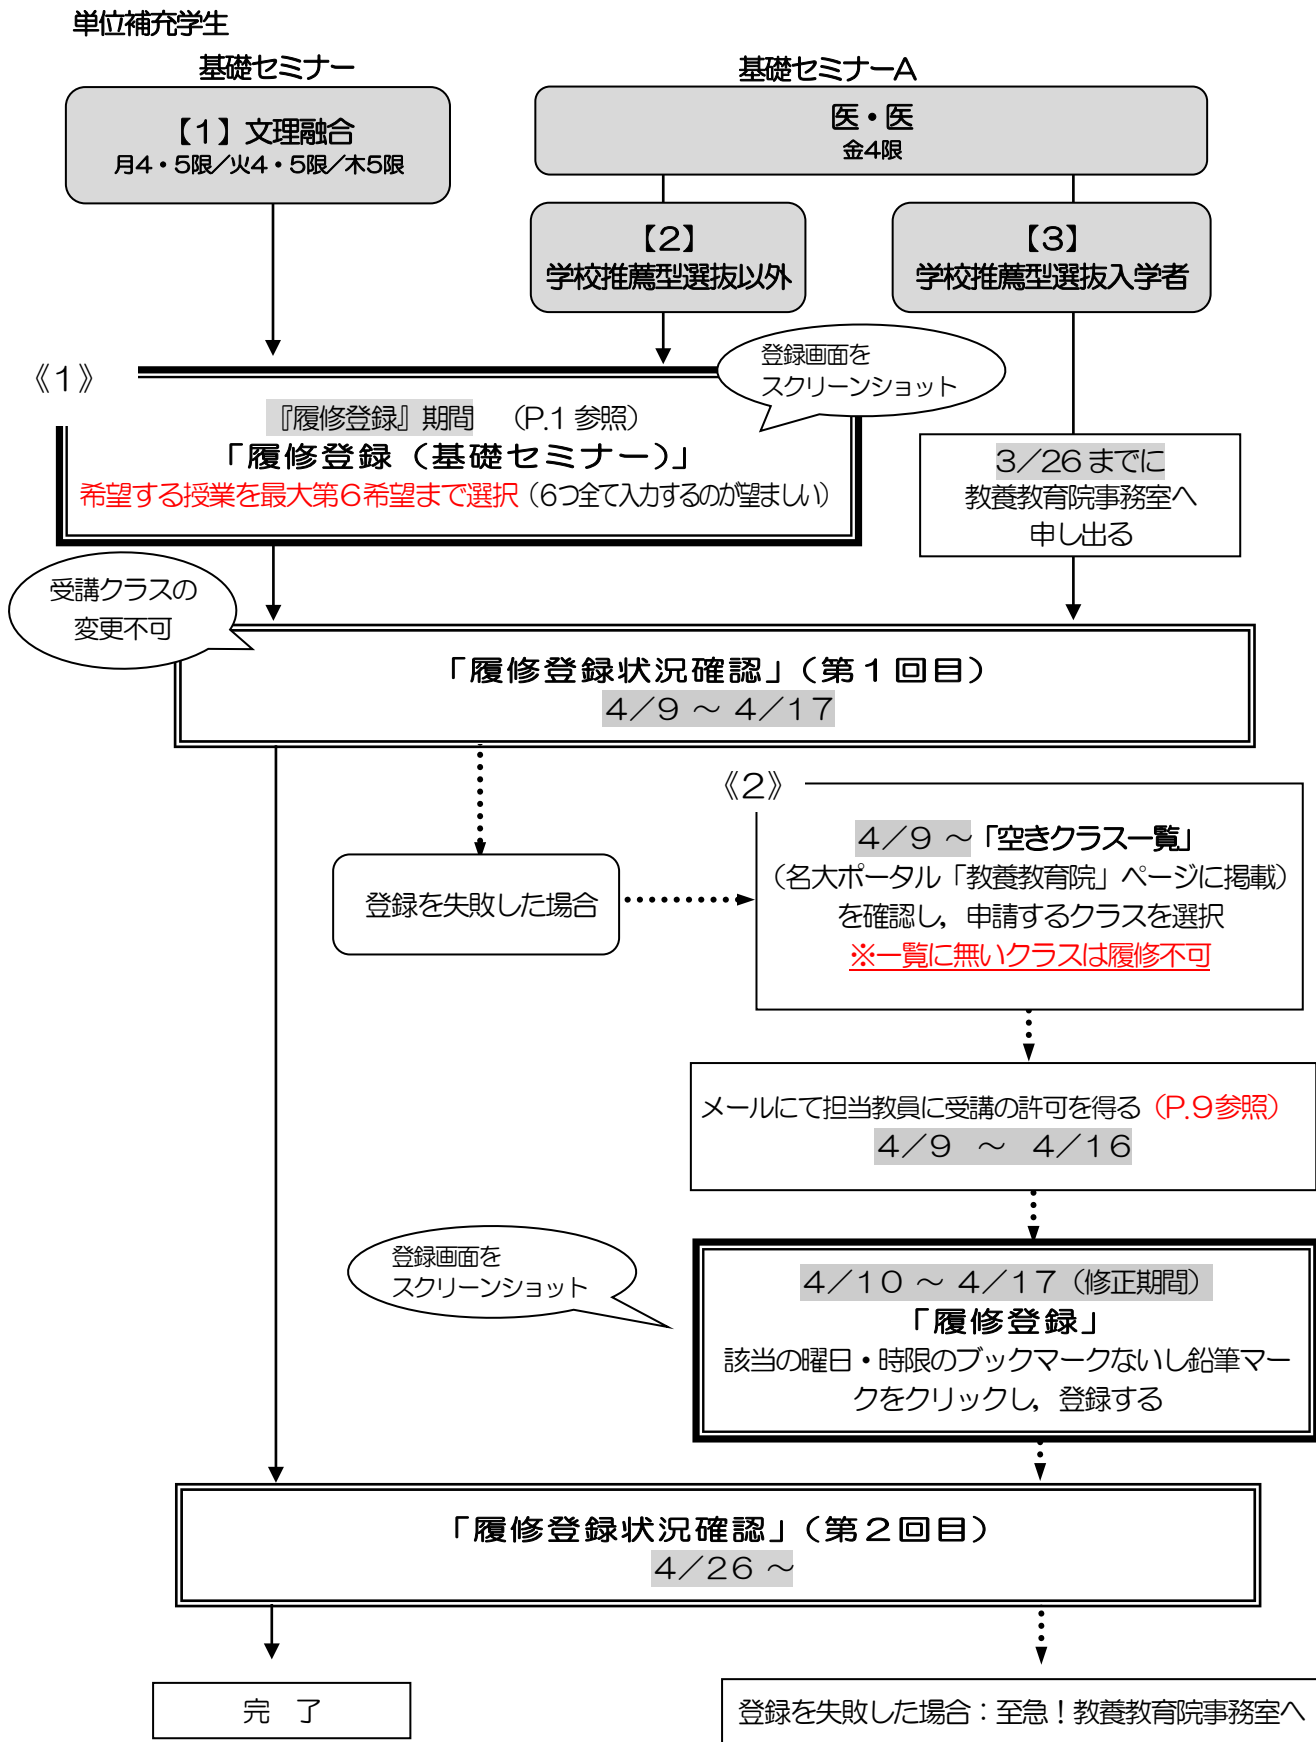 単位補充学生
基礎セミナー
基礎セミナーA
【1】文理融合
月4・5限／火4・5限／木5限
医・医
金4限
【2】
学校推薦型選抜以外
【3】
学校推薦型選抜入学者
《1》
登録画面を
スクリーンショット
『履修登録』期間　（P.1 参照）
「履修登録（基礎セミナー）」
希望する授業を最大第6希望まで選択（6つ全て入力するのが望ましい）
3／26 までに
教養教育院事務室へ
申し出る
受講クラスの
変更不可
「履修登録状況確認」（第１回目）
4／9 ～ 4／17
《2》
4／9 ～「空きクラス一覧」
（名大ポータル「教養教育院」ページに掲載）
を確認し，申請するクラスを選択
※一覧に無いクラスは履修不可
登録を失敗した場合
メールにて担当教員に受講の許可を得る（P.9参照）
4／9　～　4／16
登録画面を
スクリーンショット
4／10 ～ 4／17（修正期間）
「履修登録」
該当の曜日・時限のブックマークないし鉛筆マー
クをクリックし，登録する
「履修登録状況確認」（第２回目）
4／26 ～
完　了
登録を失敗した場合：至急！教養教育院事務室へ